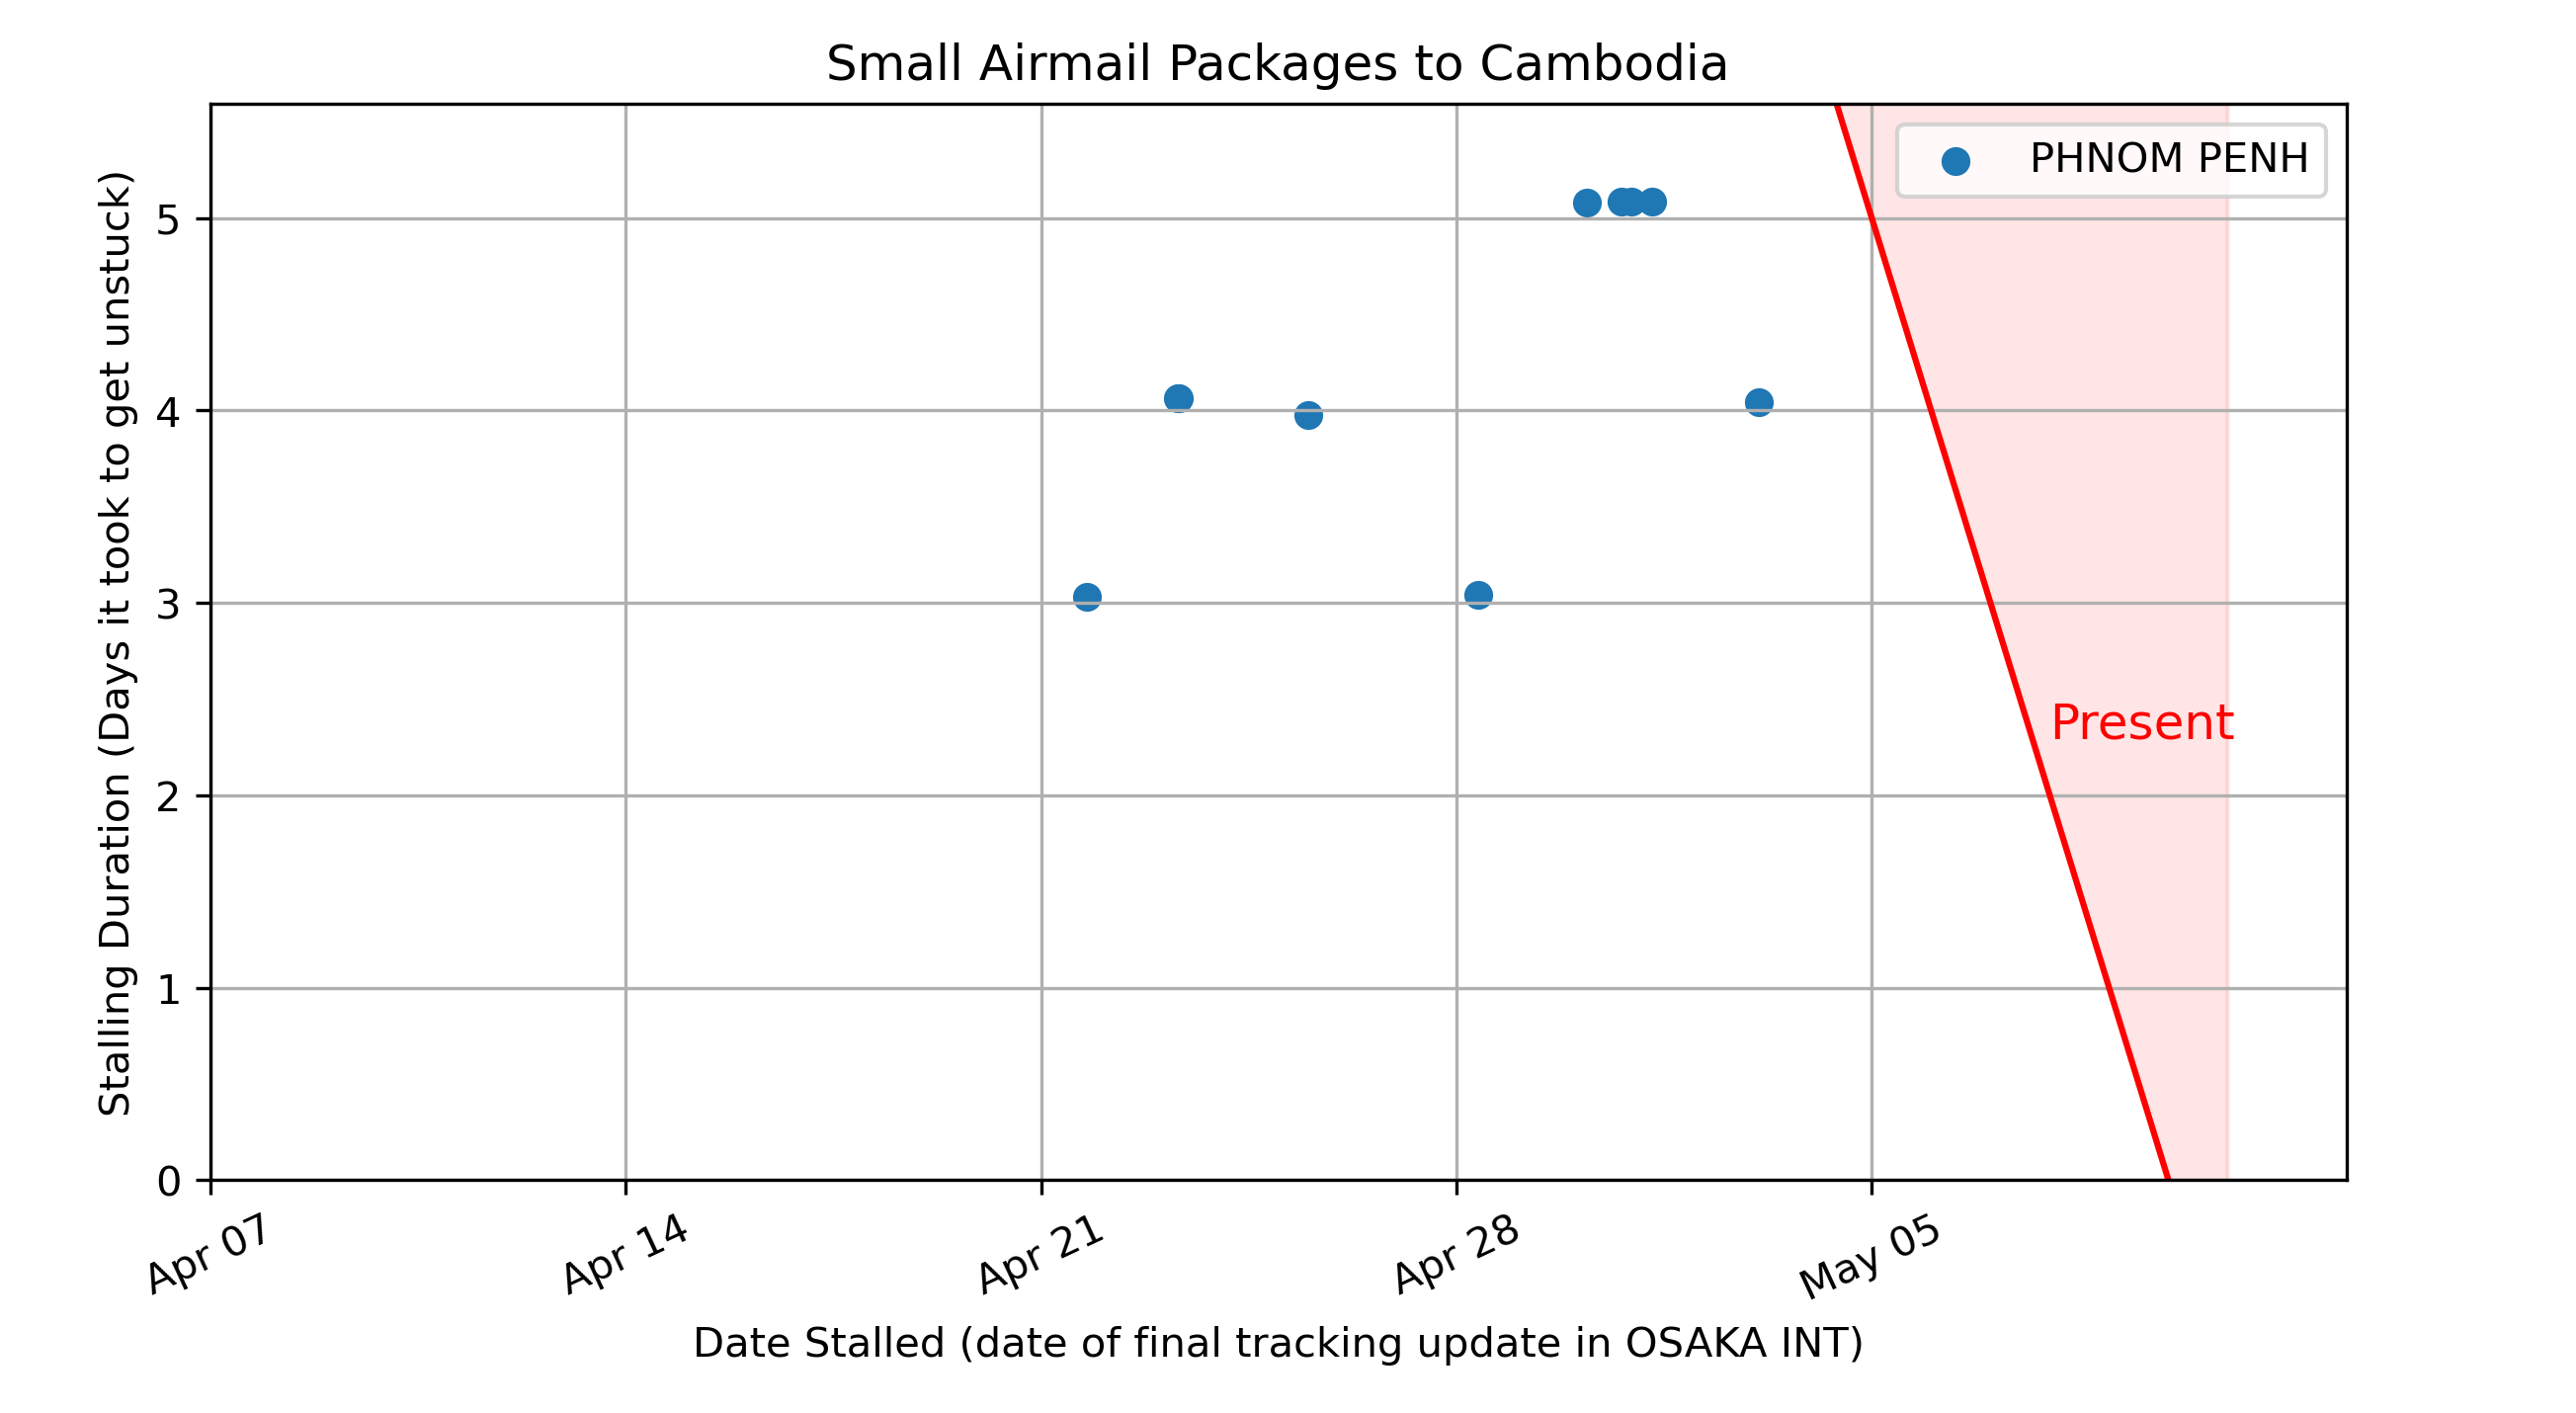 Small Airmail Packages to Cambodia
PHNOM PENH
Stalling Duration (Days it took to get unstuck)
5
4
3
2
1
0
Present
Apr 07
Apr 14
Apr 21
Apr 28
May 05
Date Stalled (date of final tracking update in OSAKA INT)